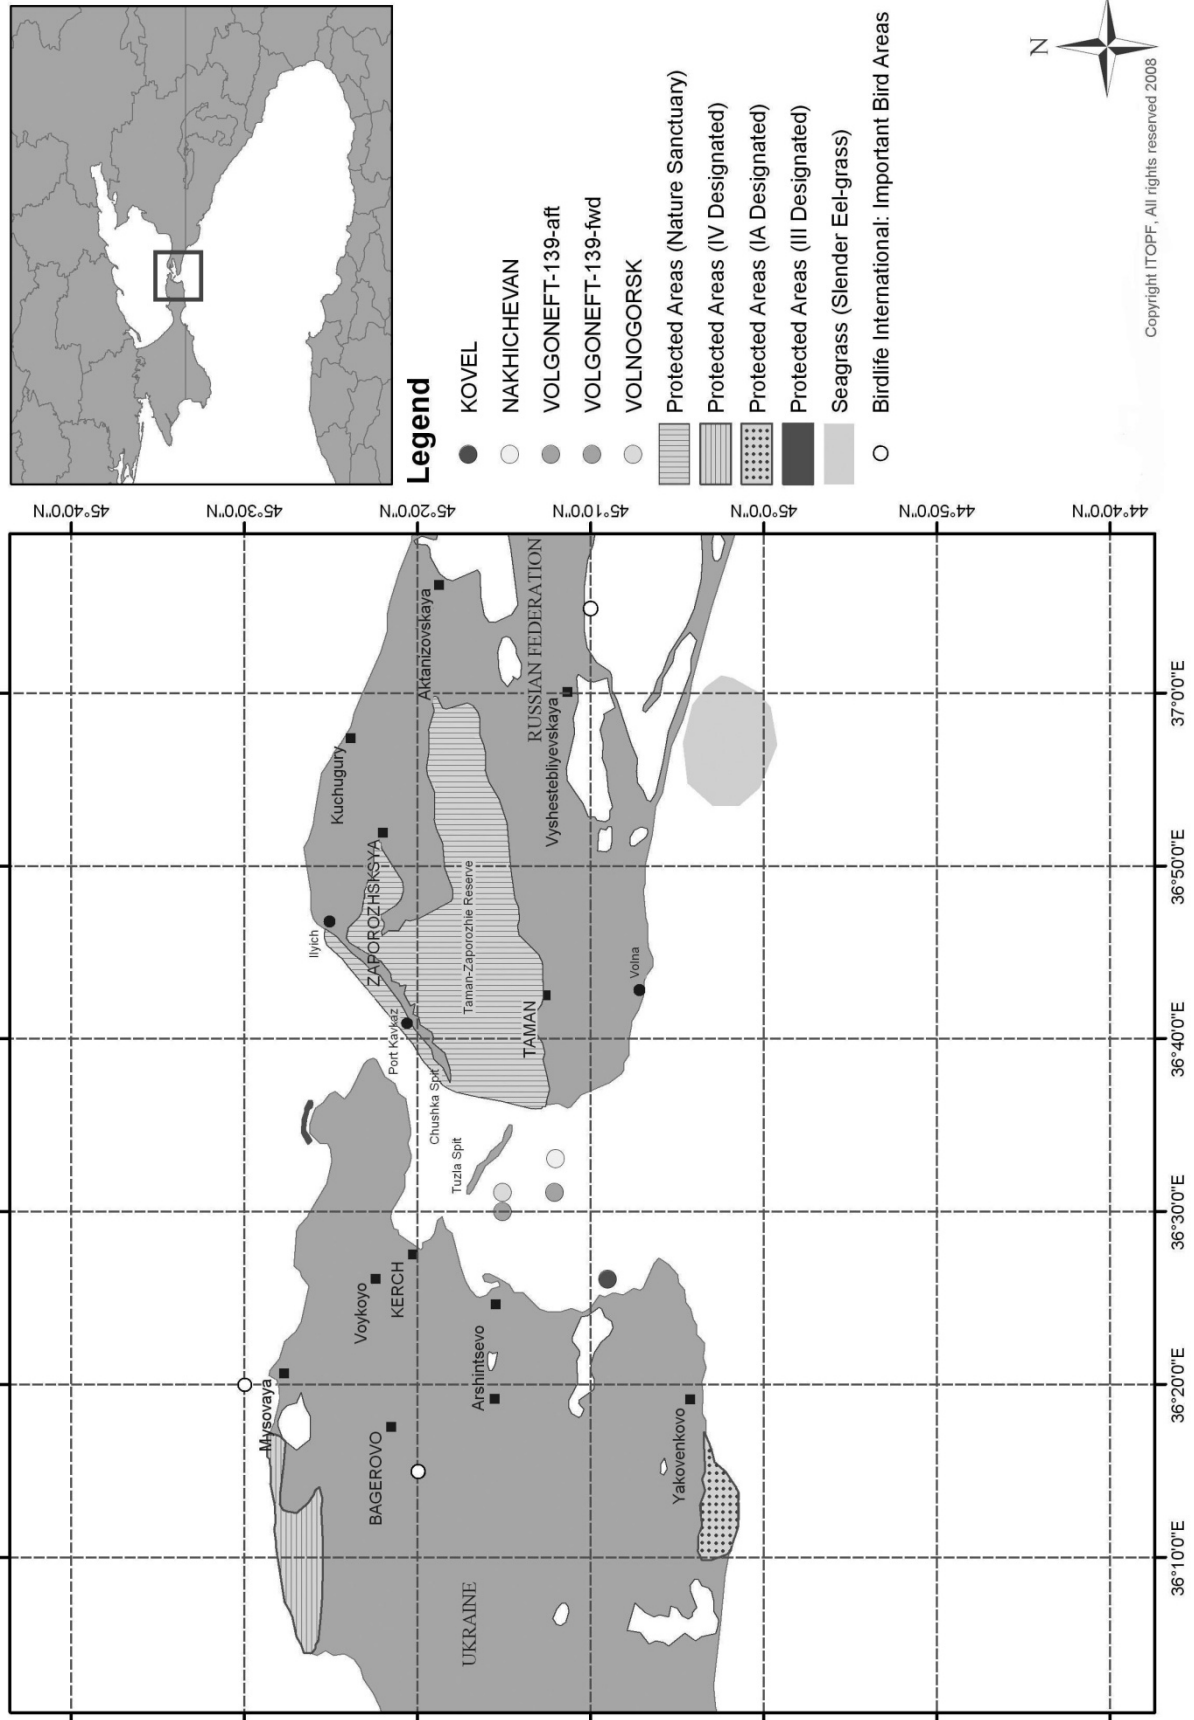 45°40'0"N
45°30'0"N
45°20'0"N
45°10'0"N
45°0'0"N
44°50'0"N
44°40'0"N
36°10'0"E
36°20'0"E
36°30'0"E
36°40'0"E
36°50'0"E
37°0'0"E
Mysovaya
Voykoyo
BAGEROVO
KERCH
Arshintsevo
Yakovenkovo
UKRAINE
Ilyich
Kuchugury
ZAPOROZHSKSYA
Port Kavkaz
Chushka Spit
Tuzla Spit
Aktanizovskaya
Taman-Zaporozhie Reserve
TAMAN
Volna
Vyshestebliyevskaya
RUSSIAN FEDERATION
Legend
KOVEL
NAKHICHEVAN
VOLGONEFT-139-aft
VOLGONEFT-139-fwd
VOLNOGORSK
Protected Areas (Nature Sanctuary)
Protected Areas (IV Designated)
Protected Areas (IA Designated)
Protected Areas (III Designated)
Seagrass (Slender Eel-grass)
Birdlife International: Important Bird Areas
N
Copyright ITOPF, All rights reserved 2008